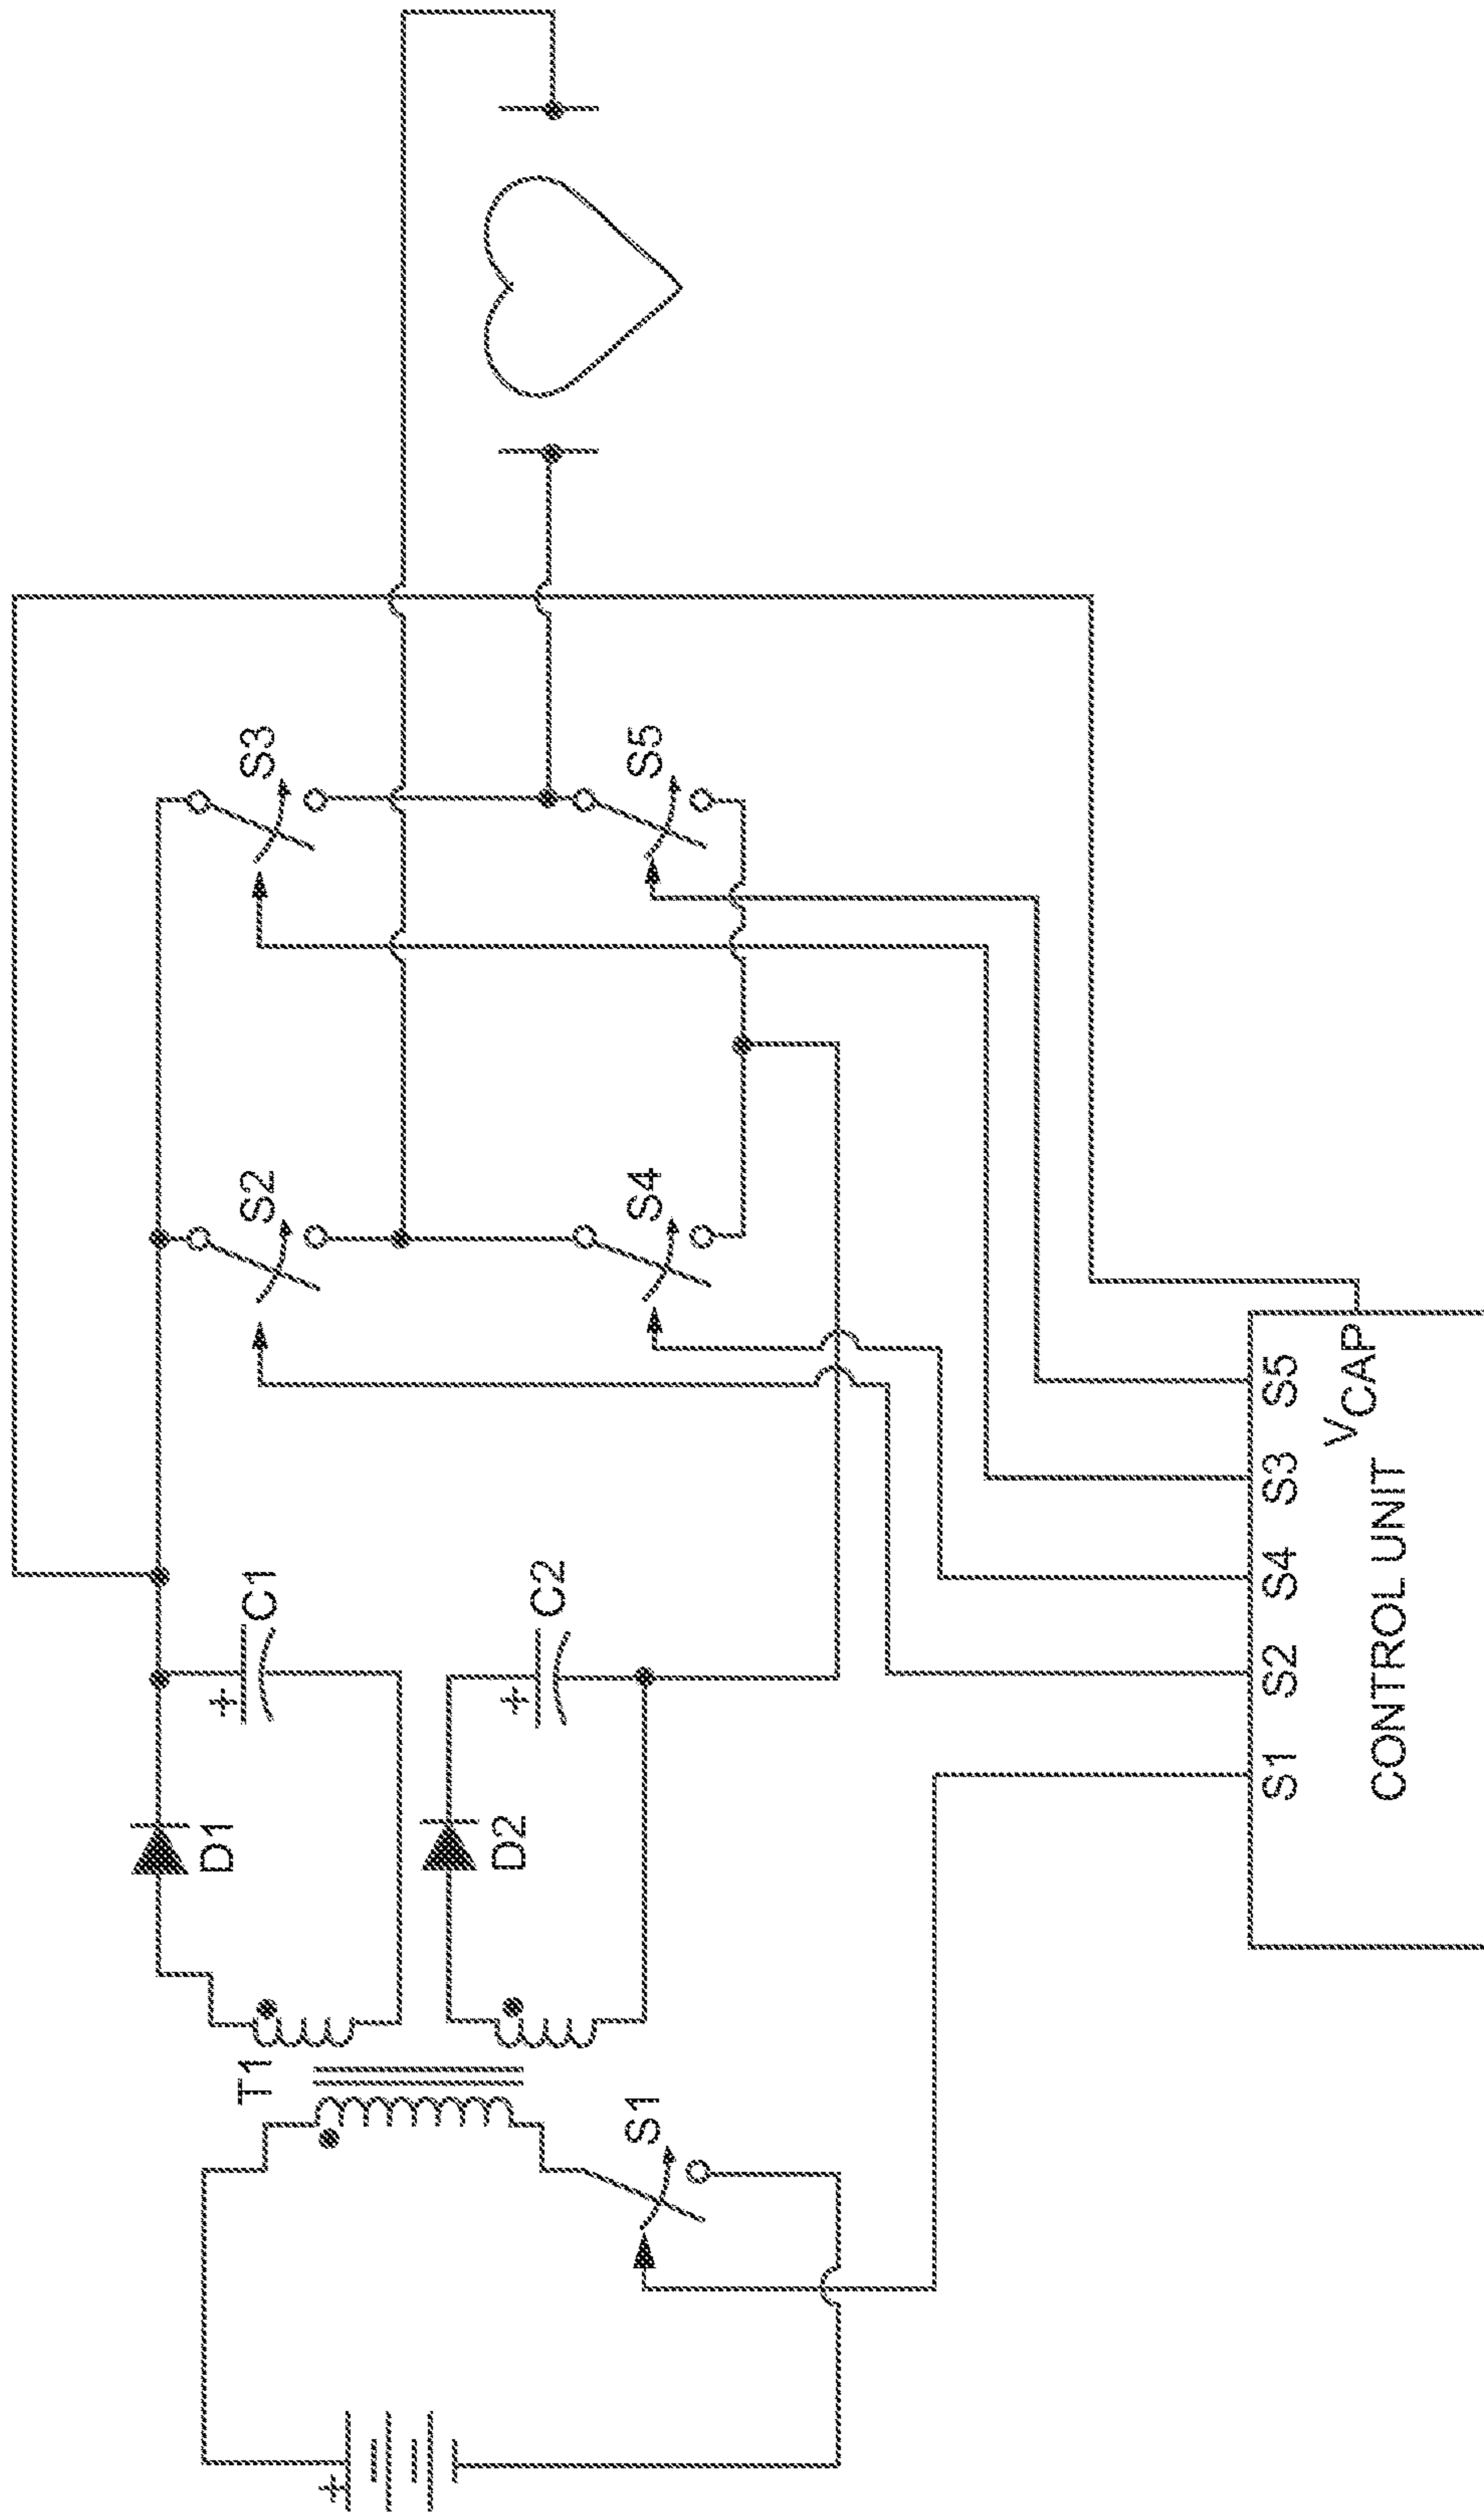 T1
D1
C1
S2
S3
D2
C2
S1
S4
S5
+
+
+
S1 S2 S4 S3 S5
VCAP
CONTROL UNIT